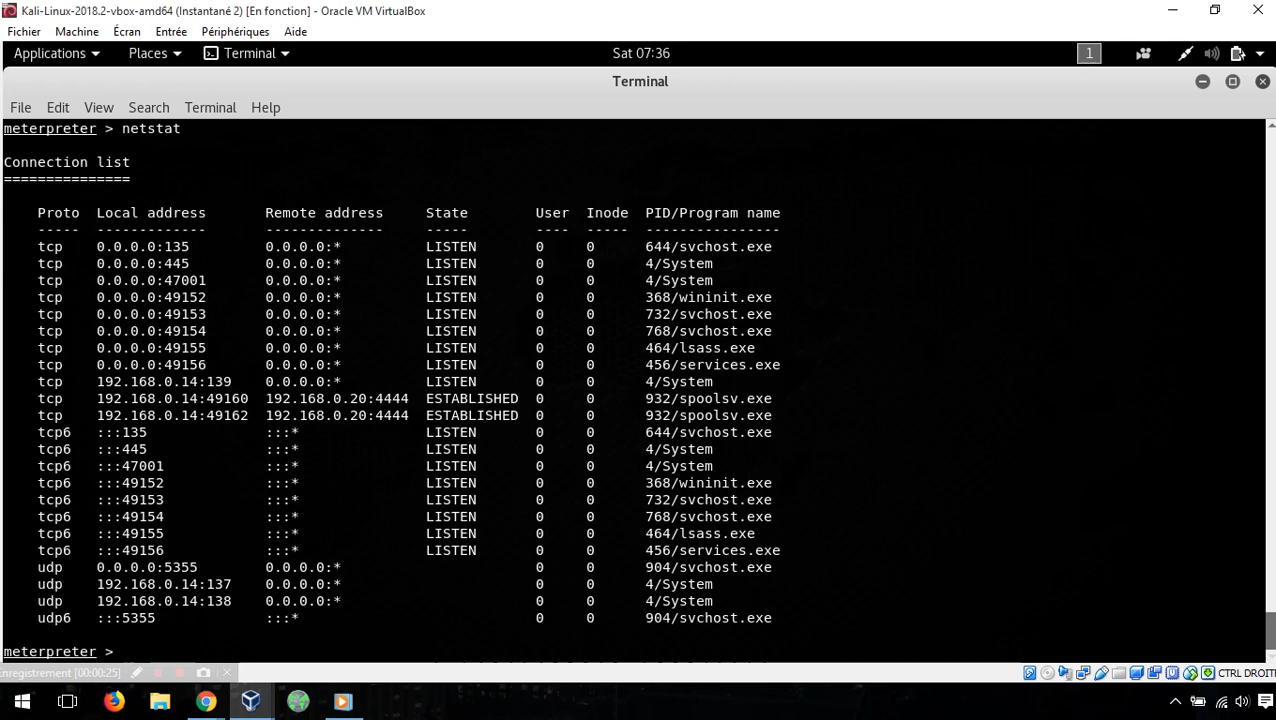 Kali-Linux-2018.2-vbox-amd64 (Instantané 2) [En fonction] - Oracle VM VirtualBox
Fichier Machine Écran Entrée Périphériques Aide
Applications Places Terminal Sat 07:36 1
Terminal
File Edit View Search Terminal Help
meterpreter > netstat
Connection list
===============
Proto Local address Remote address State User Inode PID/Program name
----- ------------- -------------- ----- ---- ----- ----------------
tcp 0.0.0.0:135 0.0.0.0:* LISTEN 0 0 644/svchost.exe
tcp 0.0.0.0:445 0.0.0.0:* LISTEN 0 0 4/System
tcp 0.0.0.0:47001 0.0.0.0:* LISTEN 0 0 4/System
tcp 0.0.0.0:49152 0.0.0.0:* LISTEN 0 0 368/wininit.exe
tcp 0.0.0.0:49153 0.0.0.0:* LISTEN 0 0 732/svchost.exe
tcp 0.0.0.0:49154 0.0.0.0:* LISTEN 0 0 768/svchost.exe
tcp 0.0.0.0:49155 0.0.0.0:* LISTEN 0 0 464/lsass.exe
tcp 0.0.0.0:49156 0.0.0.0:* LISTEN 0 0 456/services.exe
tcp 192.168.0.14:139 0.0.0.0:* LISTEN 0 0 4/System
tcp 192.168.0.14:49160 192.168.0.20:4444 ESTABLISHED 0 0 932/spoolsv.exe
tcp 192.168.0.14:49162 192.168.0.20:4444 ESTABLISHED 0 0 932/spoolsv.exe
tcp6 :::135 :::* LISTEN 0 0 644/svchost.exe
tcp6 :::445 :::* LISTEN 0 0 4/System
tcp6 :::47001 :::* LISTEN 0 0 4/System
tcp6 :::49152 :::* LISTEN 0 0 368/wininit.exe
tcp6 :::49153 :::* LISTEN 0 0 732/svchost.exe
tcp6 :::49154 :::* LISTEN 0 0 768/svchost.exe
tcp6 :::49155 :::* LISTEN 0 0 464/lsass.exe
tcp6 :::49156 :::* LISTEN 0 0 456/services.exe
udp 0.0.0.0:5355 0.0.0.0:* 0 0 904/svchost.exe
udp 192.168.0.14:137 0.0.0.0:* 0 0 4/System
udp 192.168.0.14:138 0.0.0.0:* 0 0 4/System
udp6 :::5355 :::* 0 0 904/svchost.exe
meterpreter >
Enregistrement [00:00:25] CTRL DROITE